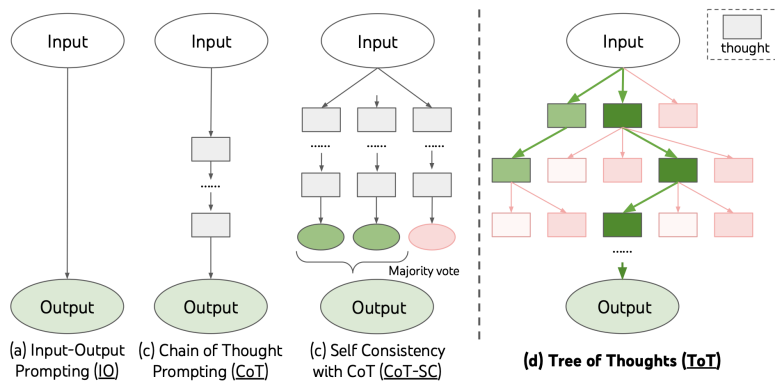 Input
Input
Input
Input
thought
......
......
......
......
......
Majority vote
Output
Output
Output
Output
(a) Input-Output
Prompting (IO)
(c) Chain of Thought
Prompting (CoT)
(c) Self Consistency
with CoT (CoT-SC)
(d) Tree of Thoughts (ToT)